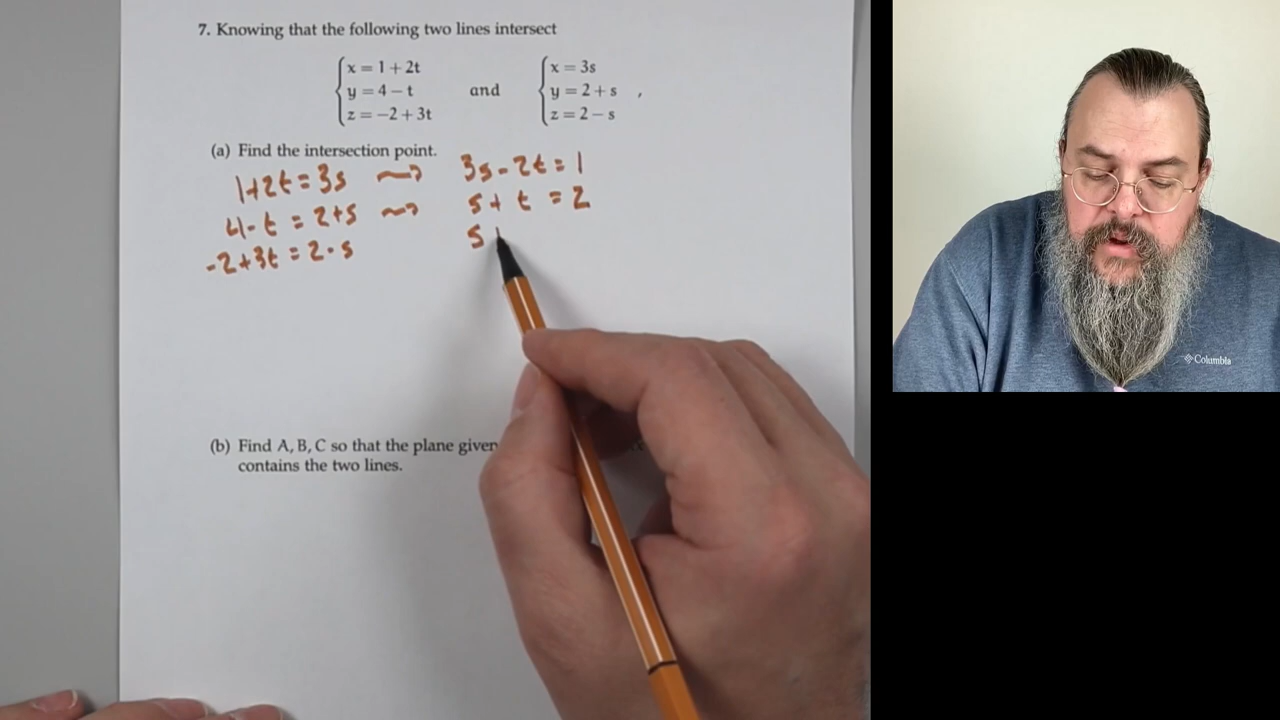 7. Knowing that the following two lines intersect
x = 1 + 2t
y = 4 − t
z = −2 + 3t
and
x = 3s
y = 2 + s ,
z = 2 − s
(a) Find the intersection point.
1+2t = 3s ⇝ 3s - 2t = 1
4 - t = 2+s ⇝ s + t = 2
-2+3t = 2 - s s
(b) Find A, B, C so that the plane given
contains the two lines.
Columbia